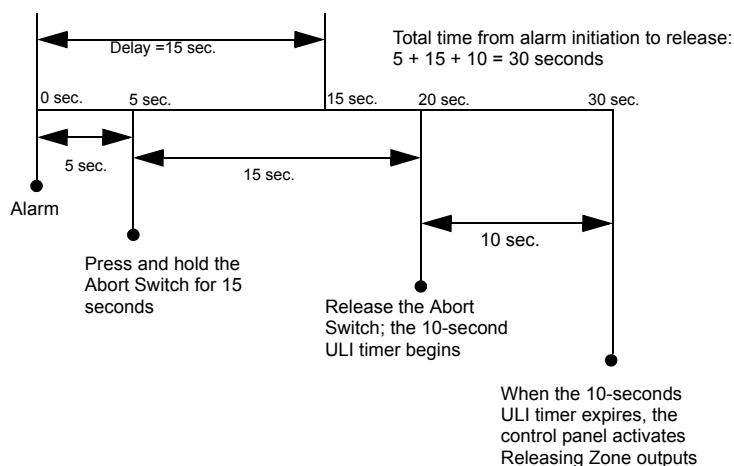 Delay =15 sec.
Total time from alarm initiation to release:
5 + 15 + 10 = 30 seconds
0 sec.
5 sec.
15 sec.
20 sec.
30 sec.
5 sec.
15 sec.
10 sec.
Alarm
Press and hold the
Abort Switch for 15
seconds
Release the Abort
Switch; the 10-second
ULI timer begins
When the 10-seconds
ULI timer expires, the
control panel activates
Releasing Zone outputs